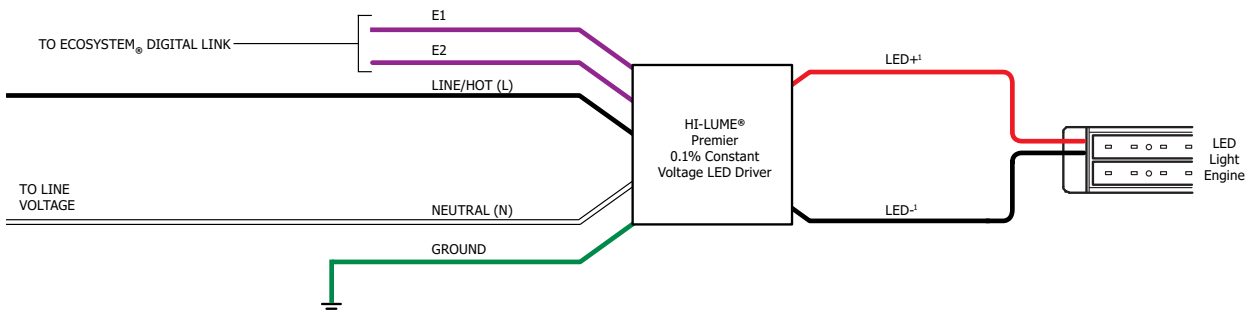 E1
TO ECOSYSTEM® DIGITAL LINK
E2
LINE/HOT (L)
LED+¹
HI-LUME®
Premier
0.1% Constant
Voltage LED Driver
LED
Light
Engine
TO LINE
VOLTAGE
NEUTRAL (N)
LED-¹
GROUND